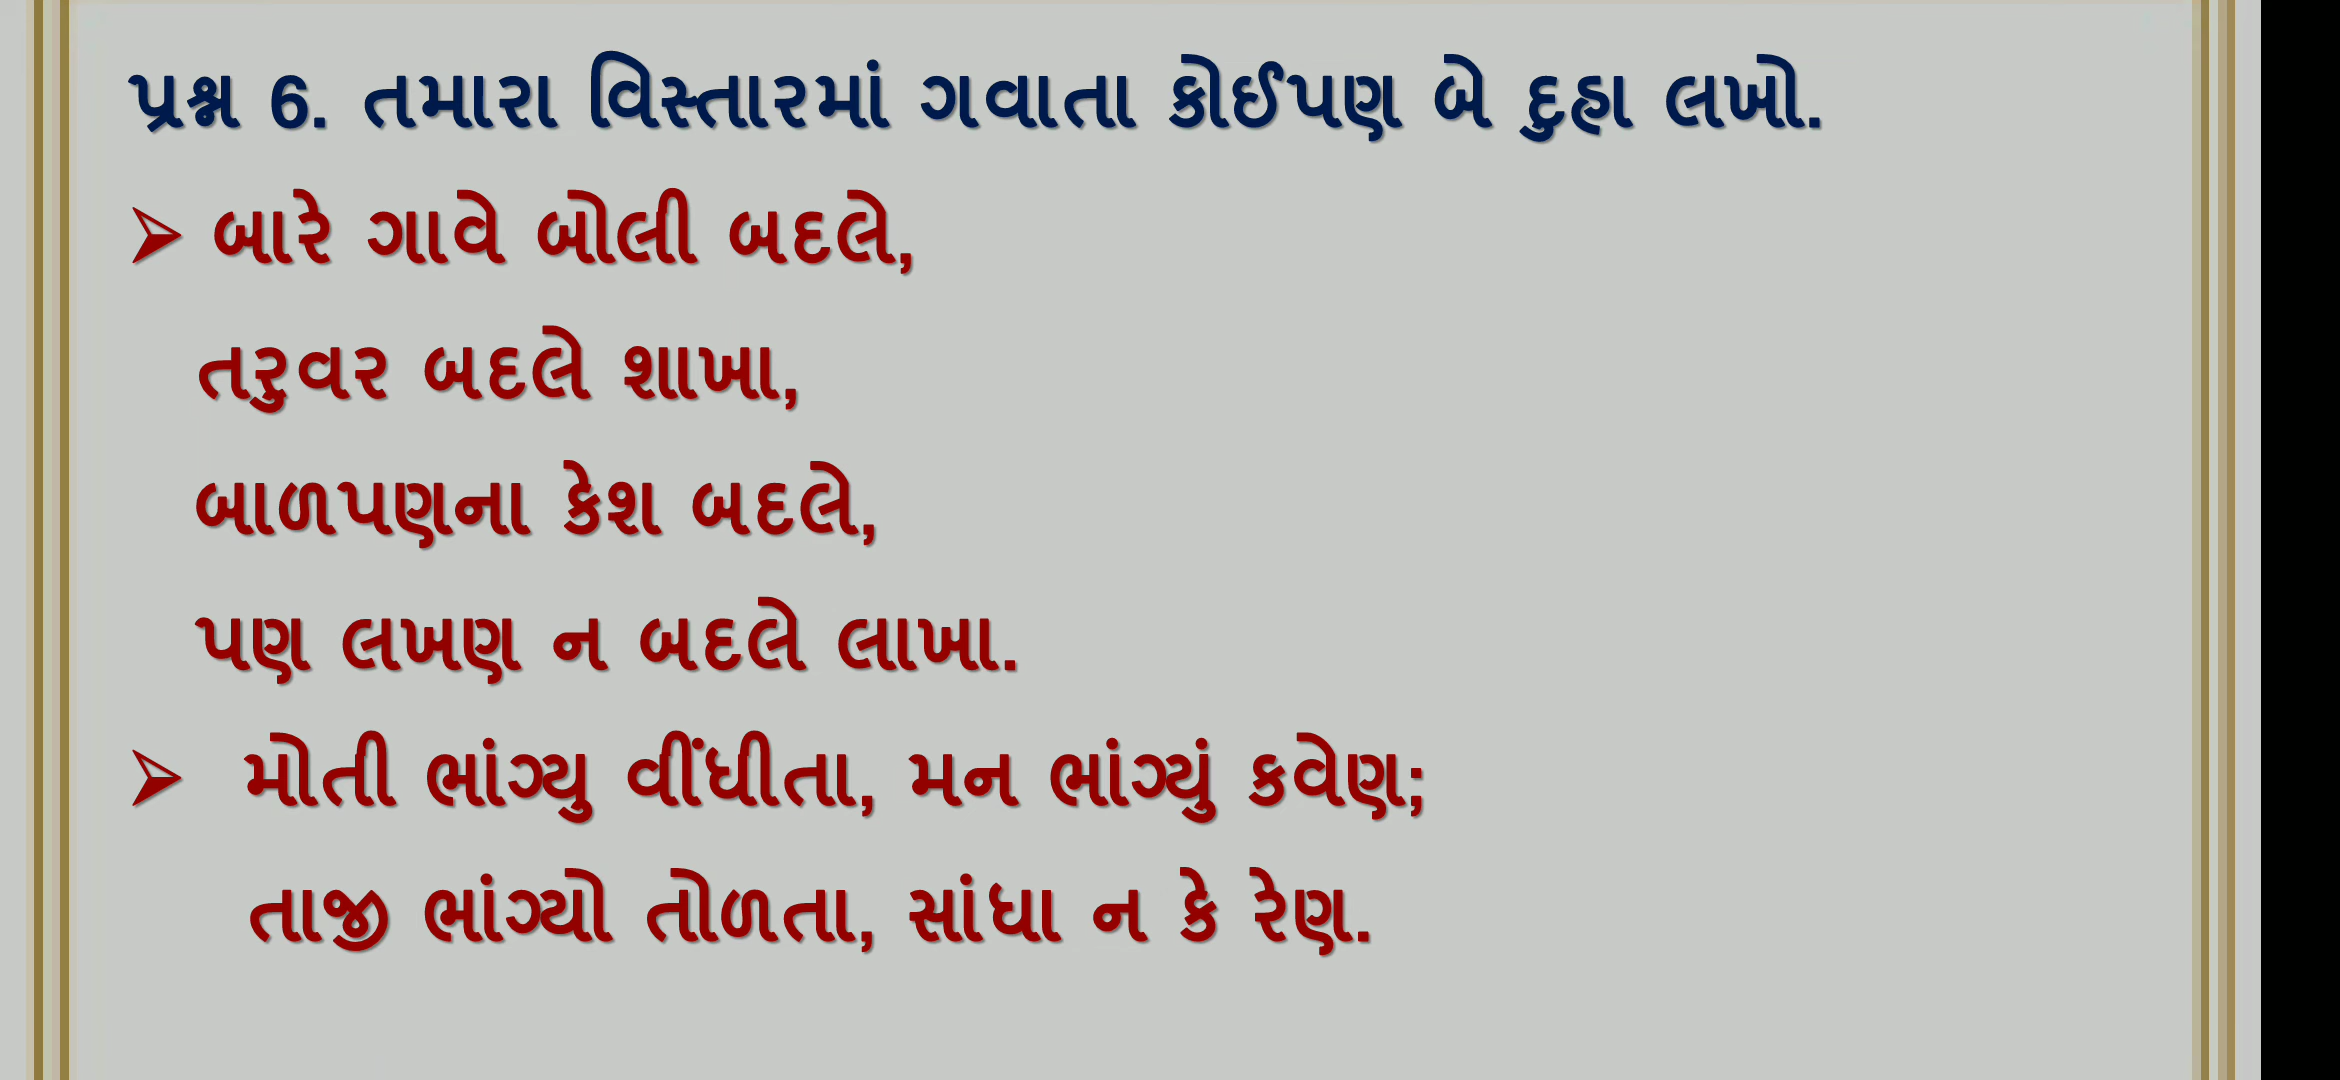 પ્રશ્ન 6. તમારા વિસ્તારમાં ગવાતા કોઈપણ બે દુહા લખો.
➢ બારે ગાવે બોલી બદલે,
તરુવર બદલે શાખા,
બાળપણના કેશ બદલે,
પણ લખણ ન બદલે લાખા.
➢ મોતી ભાંગ્યુ વીંધીતા, મન ભાંગ્યું કવેણ;
તાજી ભાંગ્યો તોળતા, સાંધા ન કે રેણ.